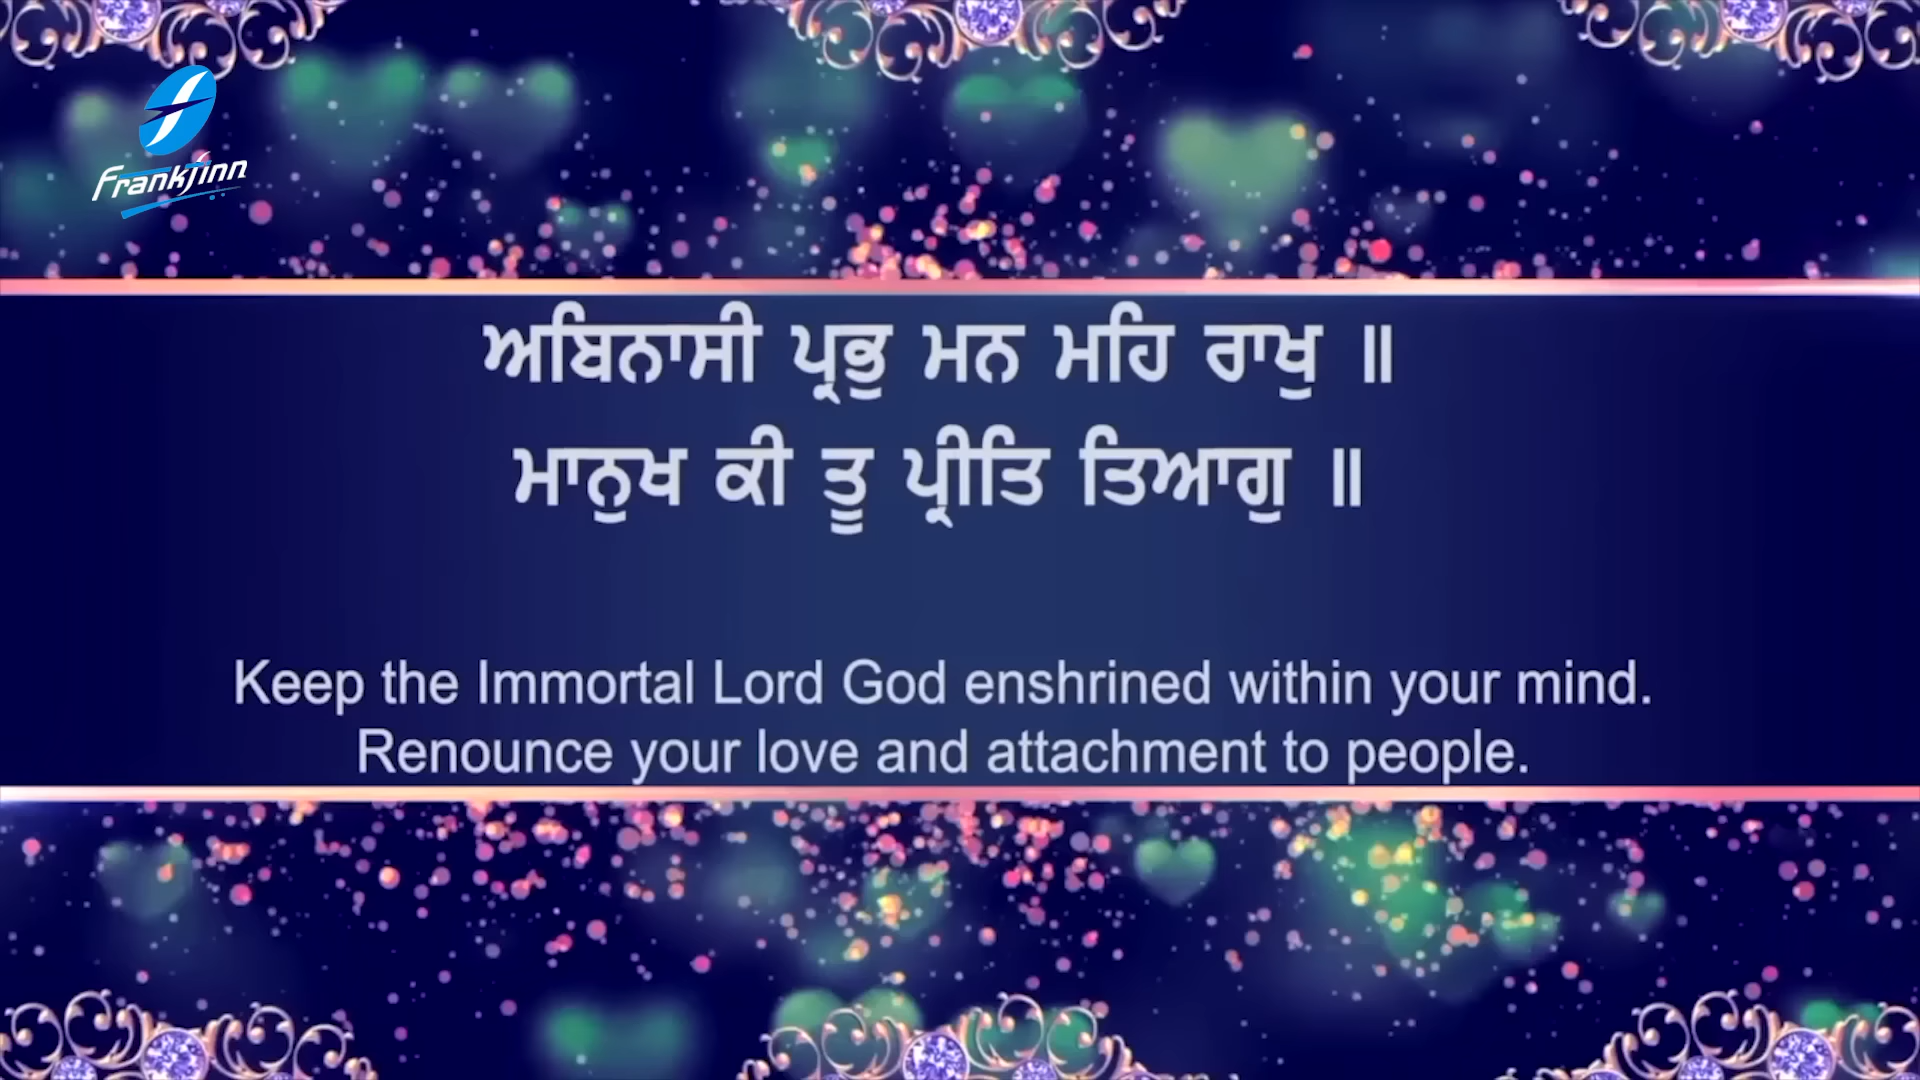 Frankfinn
ਅਬਿਨਾਸੀ ਪ੍ਰਭੁ ਮਨ ਮਹਿ ਰਾਖੁ ॥
ਮਾਨੁਖ ਕੀ ਤੂ ਪ੍ਰੀਤਿ ਤਿਆਗੁ ॥
Keep the Immortal Lord God enshrined within your mind.
Renounce your love and attachment to people.